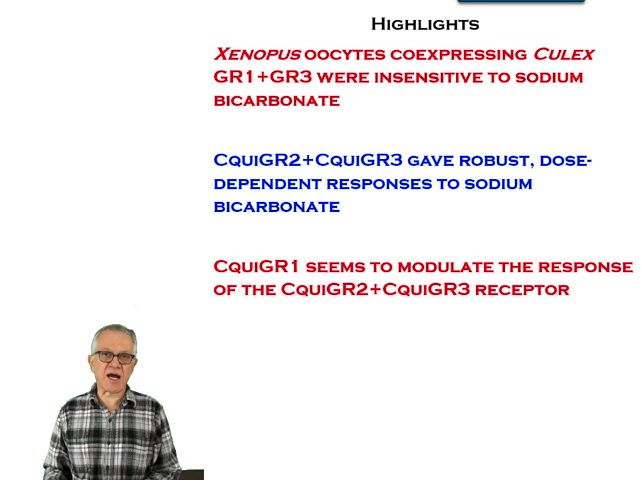 Highlights
Xenopus oocytes coexpressing Culex
GR1+GR3 were insensitive to sodium
bicarbonate
CquiGR2+CquiGR3 gave robust, dose-
dependent responses to sodium
bicarbonate
CquiGR1 seems to modulate the response
of the CquiGR2+CquiGR3 receptor